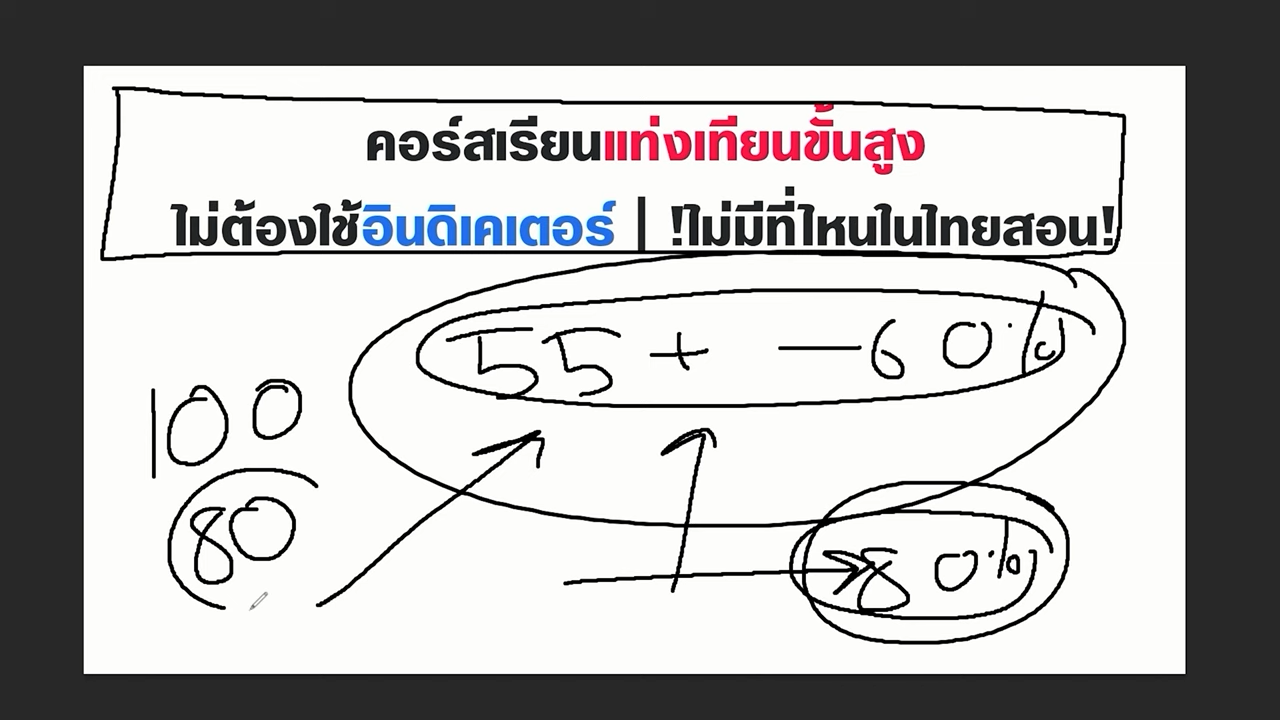 คอร์สเรียนแท่งเทียนขั้นสูง
ไม่ต้องใช้อินดิเคเตอร์ | !ไม่มีที่ไหนในไทยสอน!
55+ -60%
100
80
80%